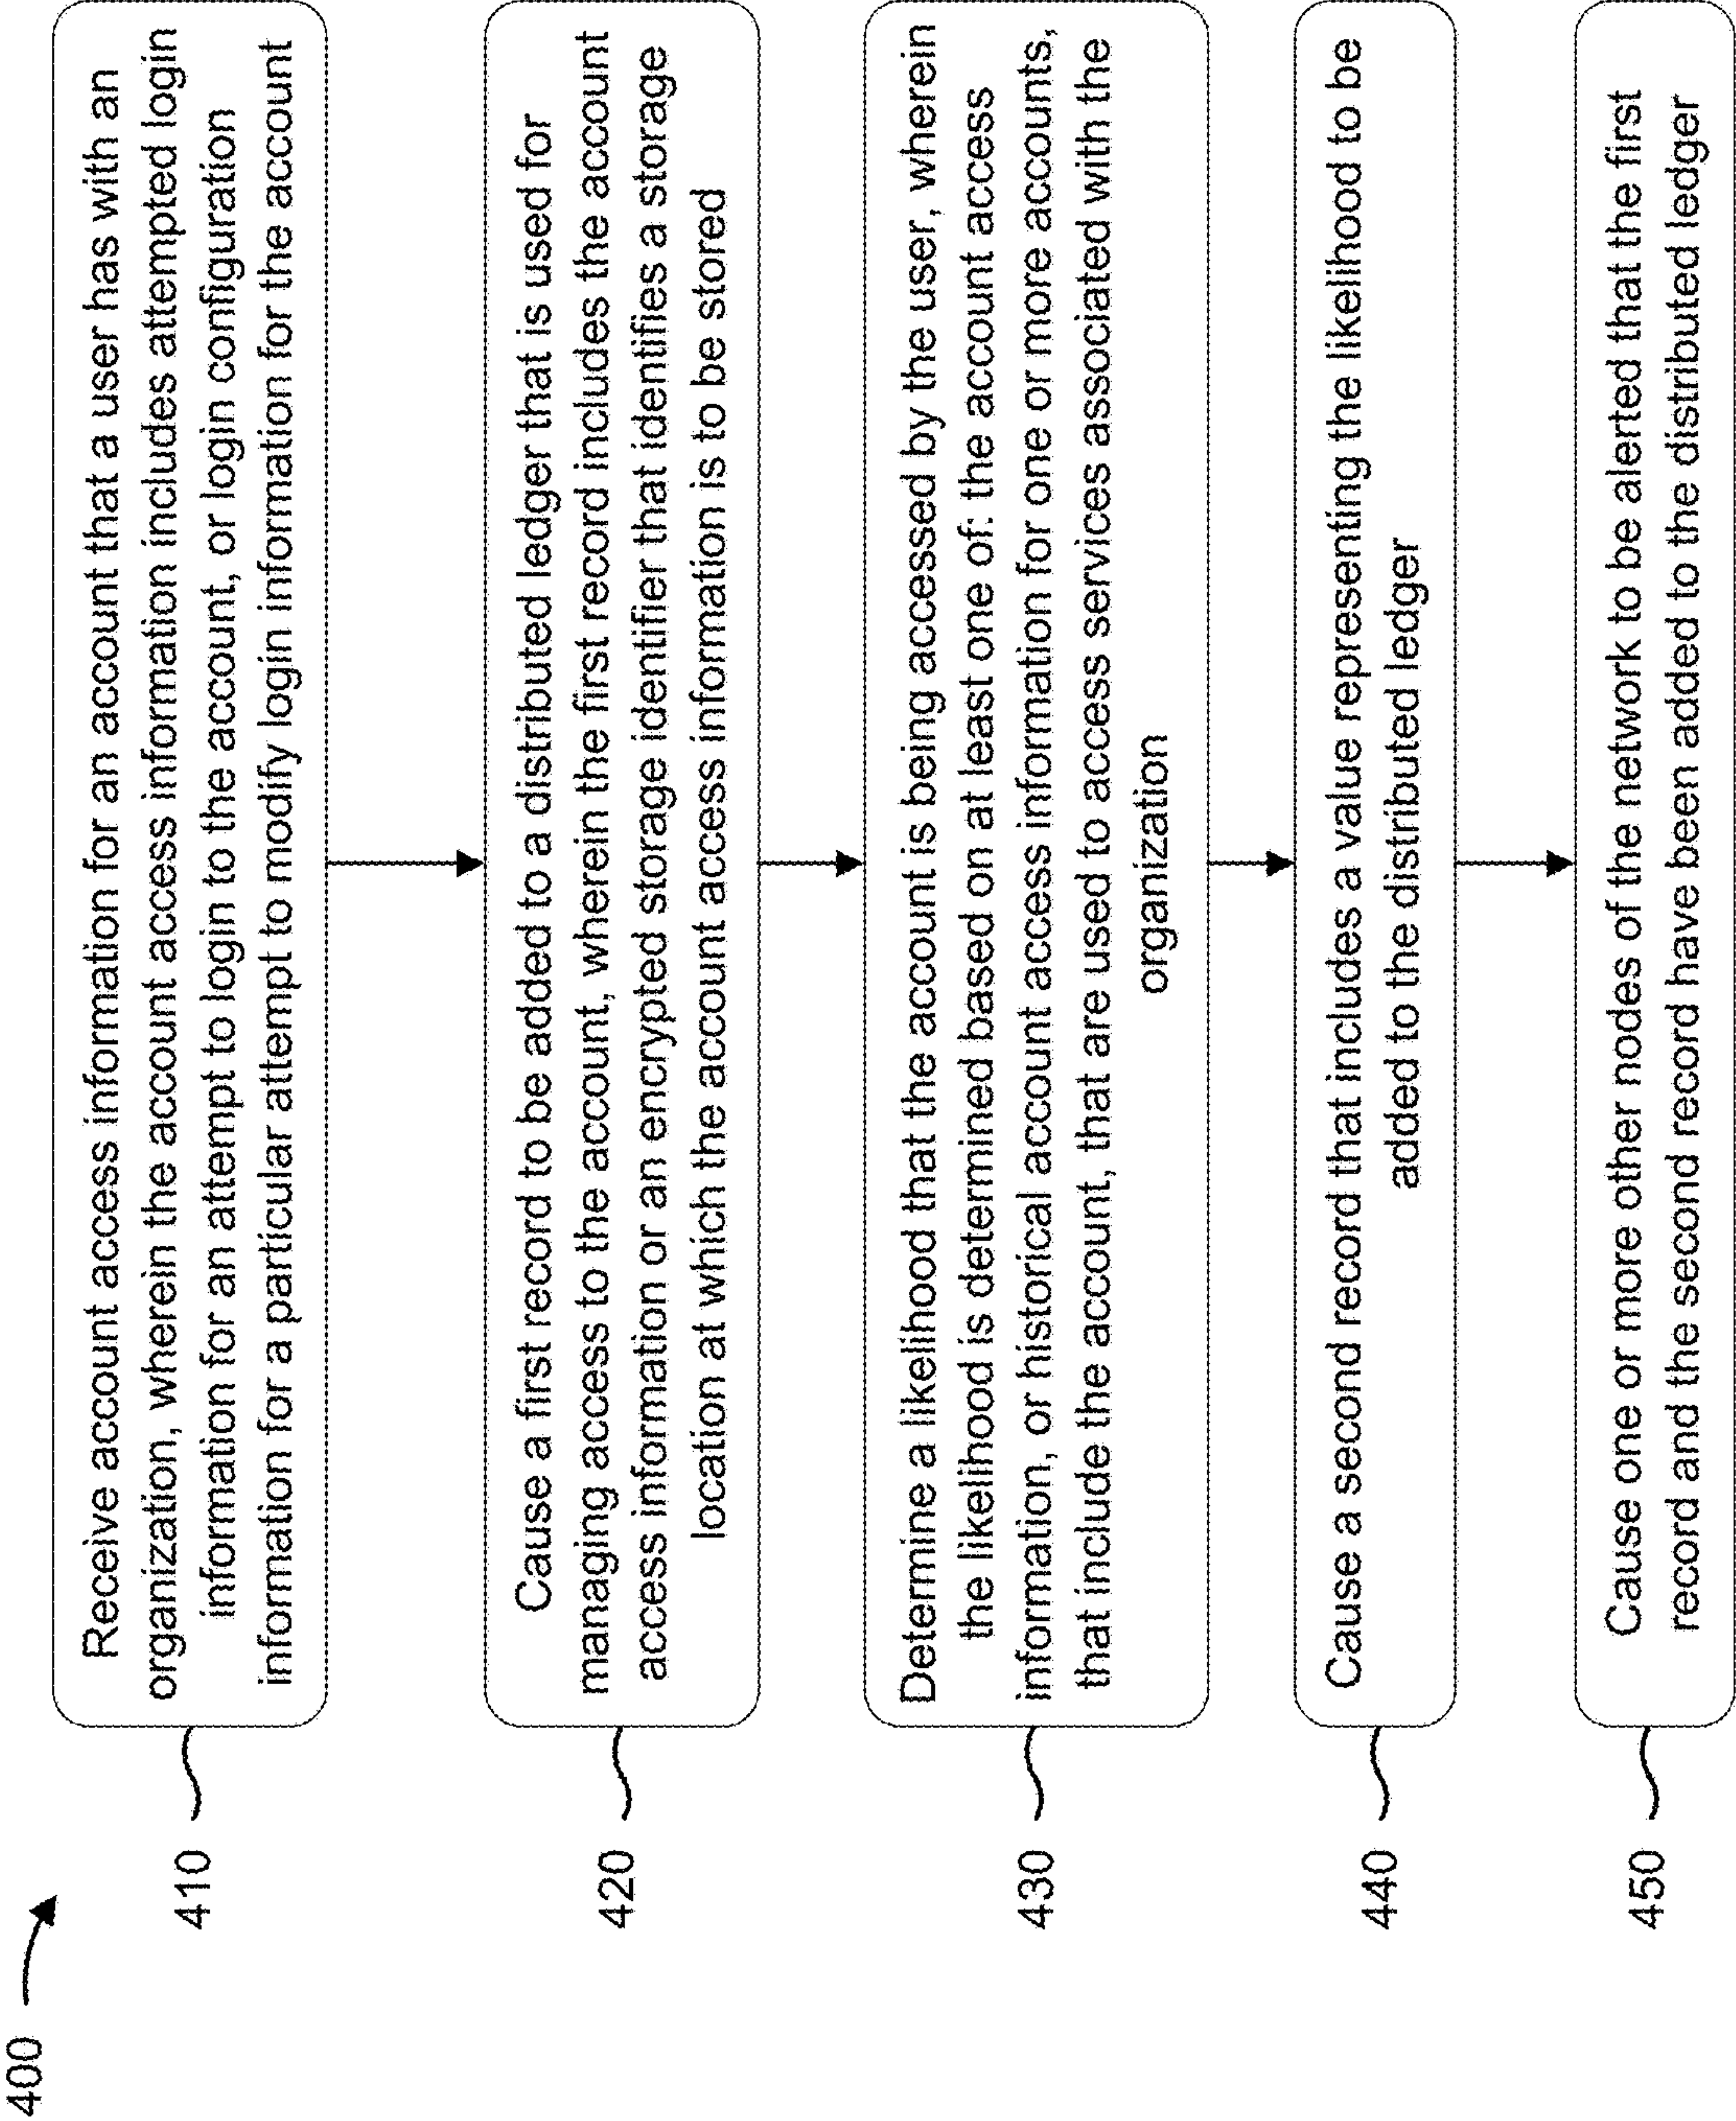 400
410
Receive account access information for an account that a user has with an
organization, wherein the account access information includes attempted login
information for an attempt to login to the account, or login configuration
information for a particular attempt to modify login information for the account
420
Cause a first record to be added to a distributed ledger that is used for
managing access to the account, wherein the first record includes the account
access information or an encrypted storage identifier that identifies a storage
location at which the account access information is to be stored
430
Determine a likelihood that the account is being accessed by the user, wherein
the likelihood is determined based on at least one of: the account access
information, or historical account access information for one or more accounts,
that include the account, that are used to access services associated with the
organization
440
Cause a second record that includes a value representing the likelihood to be
added to the distributed ledger
450
Cause one or more other nodes of the network to be alerted that the first
record and the second record have been added to the distributed ledger